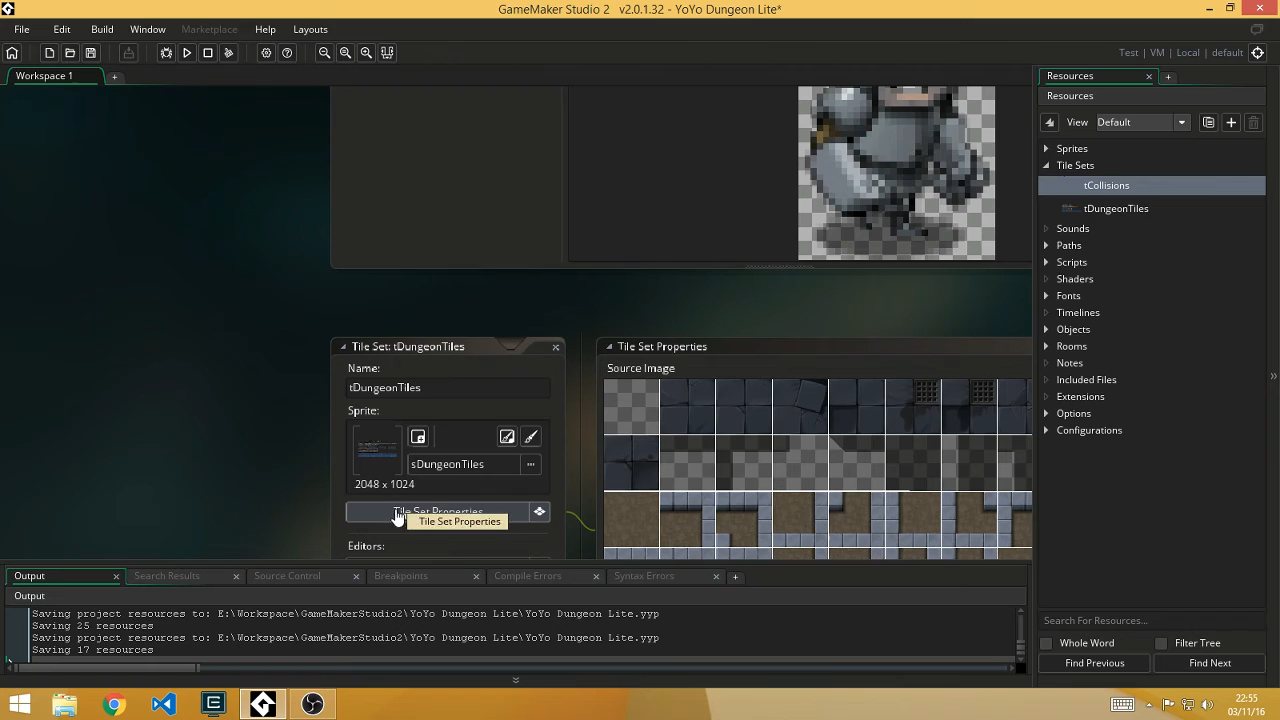 GameMaker Studio 2 v2.0.1.32 - YoYo Dungeon Lite*
File Edit Build Window Marketplace Help Layouts
Test | VM | Local | default
Workspace 1
Resources
Resources
View Default
Sprites
Tile Sets
tCollisions
tDungeonTiles
Sounds
Paths
Scripts
Shaders
Fonts
Timelines
Objects
Rooms
Notes
Included Files
Extensions
Options
Configurations
Tile Set: tDungeonTiles
Name:
tDungeonTiles
Sprite:
sDungeonTiles
2048 x 1024
Tile Set Properties
Tile Set Properties
Editors:
Tile Set Properties
Source Image
Search For Resources...
Whole Word Filter Tree
Find Previous Find Next
Output Search Results Source Control Breakpoints Compile Errors Syntax Errors
Output
Saving project resources to: E:\Workspace\GameMakerStudio2\YoYo Dungeon Lite\YoYo Dungeon Lite.yyp
Saving 25 resources
Saving project resources to: E:\Workspace\GameMakerStudio2\YoYo Dungeon Lite\YoYo Dungeon Lite.yyp
Saving 17 resources
22:55
03/11/16